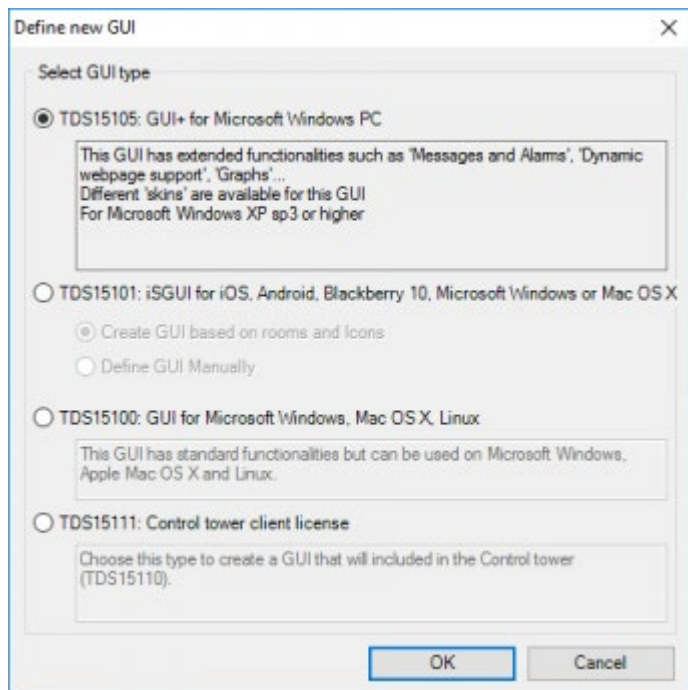 Define new GUI
Select GUI type
TDS15105: GUI+ for Microsoft Windows PC
This GUI has extended functionalities such as 'Messages and Alarms', 'Dynamic
webpage support', 'Graphs'...
Different 'skins' are available for this GUI
For Microsoft Windows XP sp3 or higher
TDS15101: iSGUI for iOS, Android, Blackberry 10, Microsoft Windows or Mac OS X
Create GUI based on rooms and Icons
Define GUI Manually
TDS15100: GUI for Microsoft Windows, Mac OS X, Linux
This GUI has standard functionalities but can be used on Microsoft Windows,
Apple Mac OS X and Linux.
TDS15111: Control tower client license
Choose this type to create a GUI that will included in the Control tower
(TDS15110).
OK
Cancel